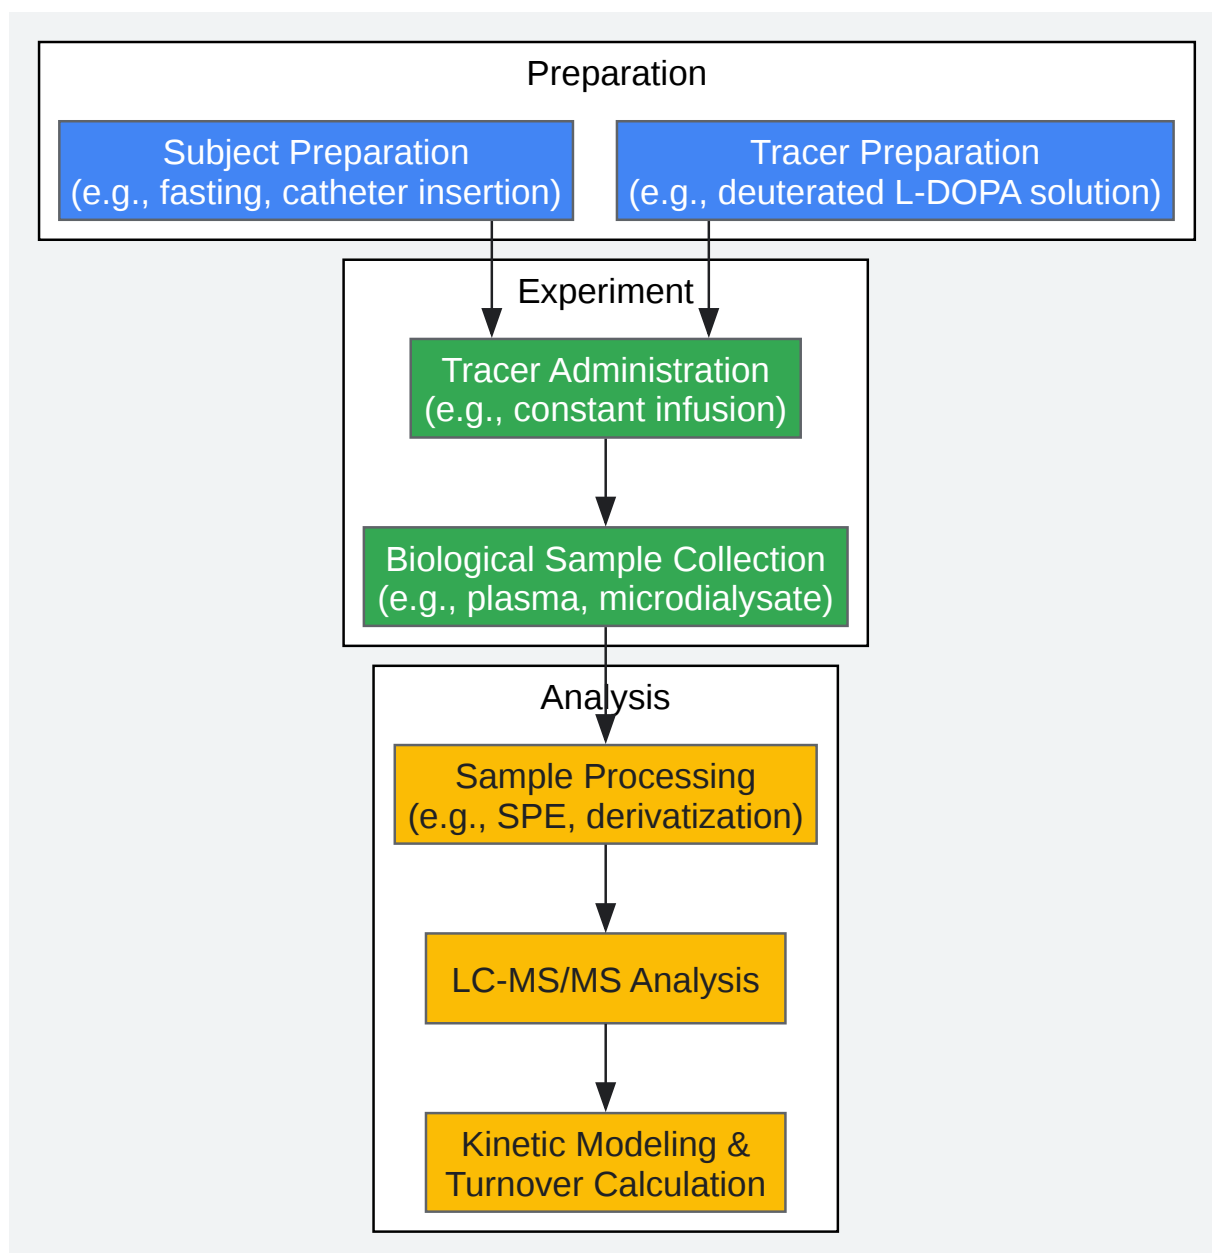 Preparation
Subject Preparation
(e.g., fasting, catheter insertion)
Tracer Preparation
(e.g., deuterated L-DOPA solution)
Experiment
Tracer Administration
(e.g., constant infusion)
Biological Sample Collection
(e.g., plasma, microdialysate)
Analysis
Sample Processing
(e.g., SPE, derivatization)
LC-MS/MS Analysis
Kinetic Modeling &
Turnover Calculation